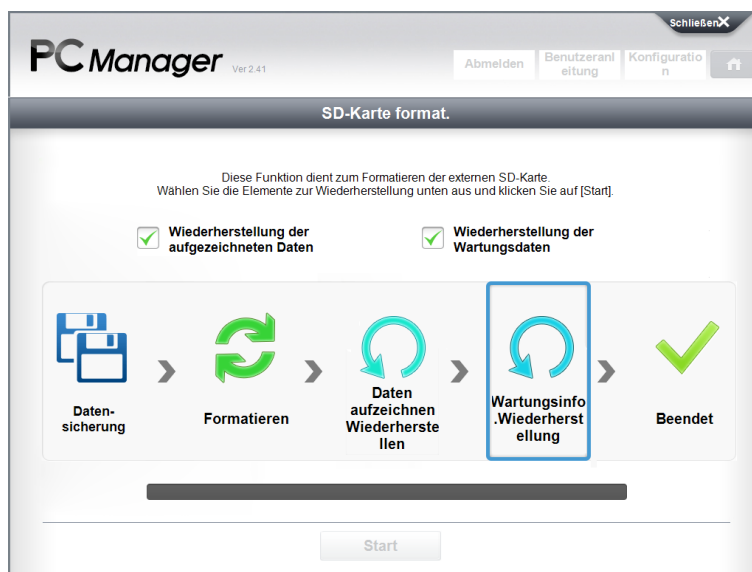 Schließen
PC Manager Ver 2.41
Abmelden
Benutzeranl
eitung
Konfiguratio
n
SD-Karte format.
Diese Funktion dient zum Formatieren der externen SD-Karte.
Wählen Sie die Elemente zur Wiederherstellung unten aus und klicken Sie auf [Start].
Wiederherstellung der
aufgezeichneten Daten
Wiederherstellung der
Wartungsdaten
Daten-
sicherung
Formatieren
Daten
aufzeichnen
Wiederherste
llen
Wartungsinfo
.Wiederherst
ellung
Beendet
Start